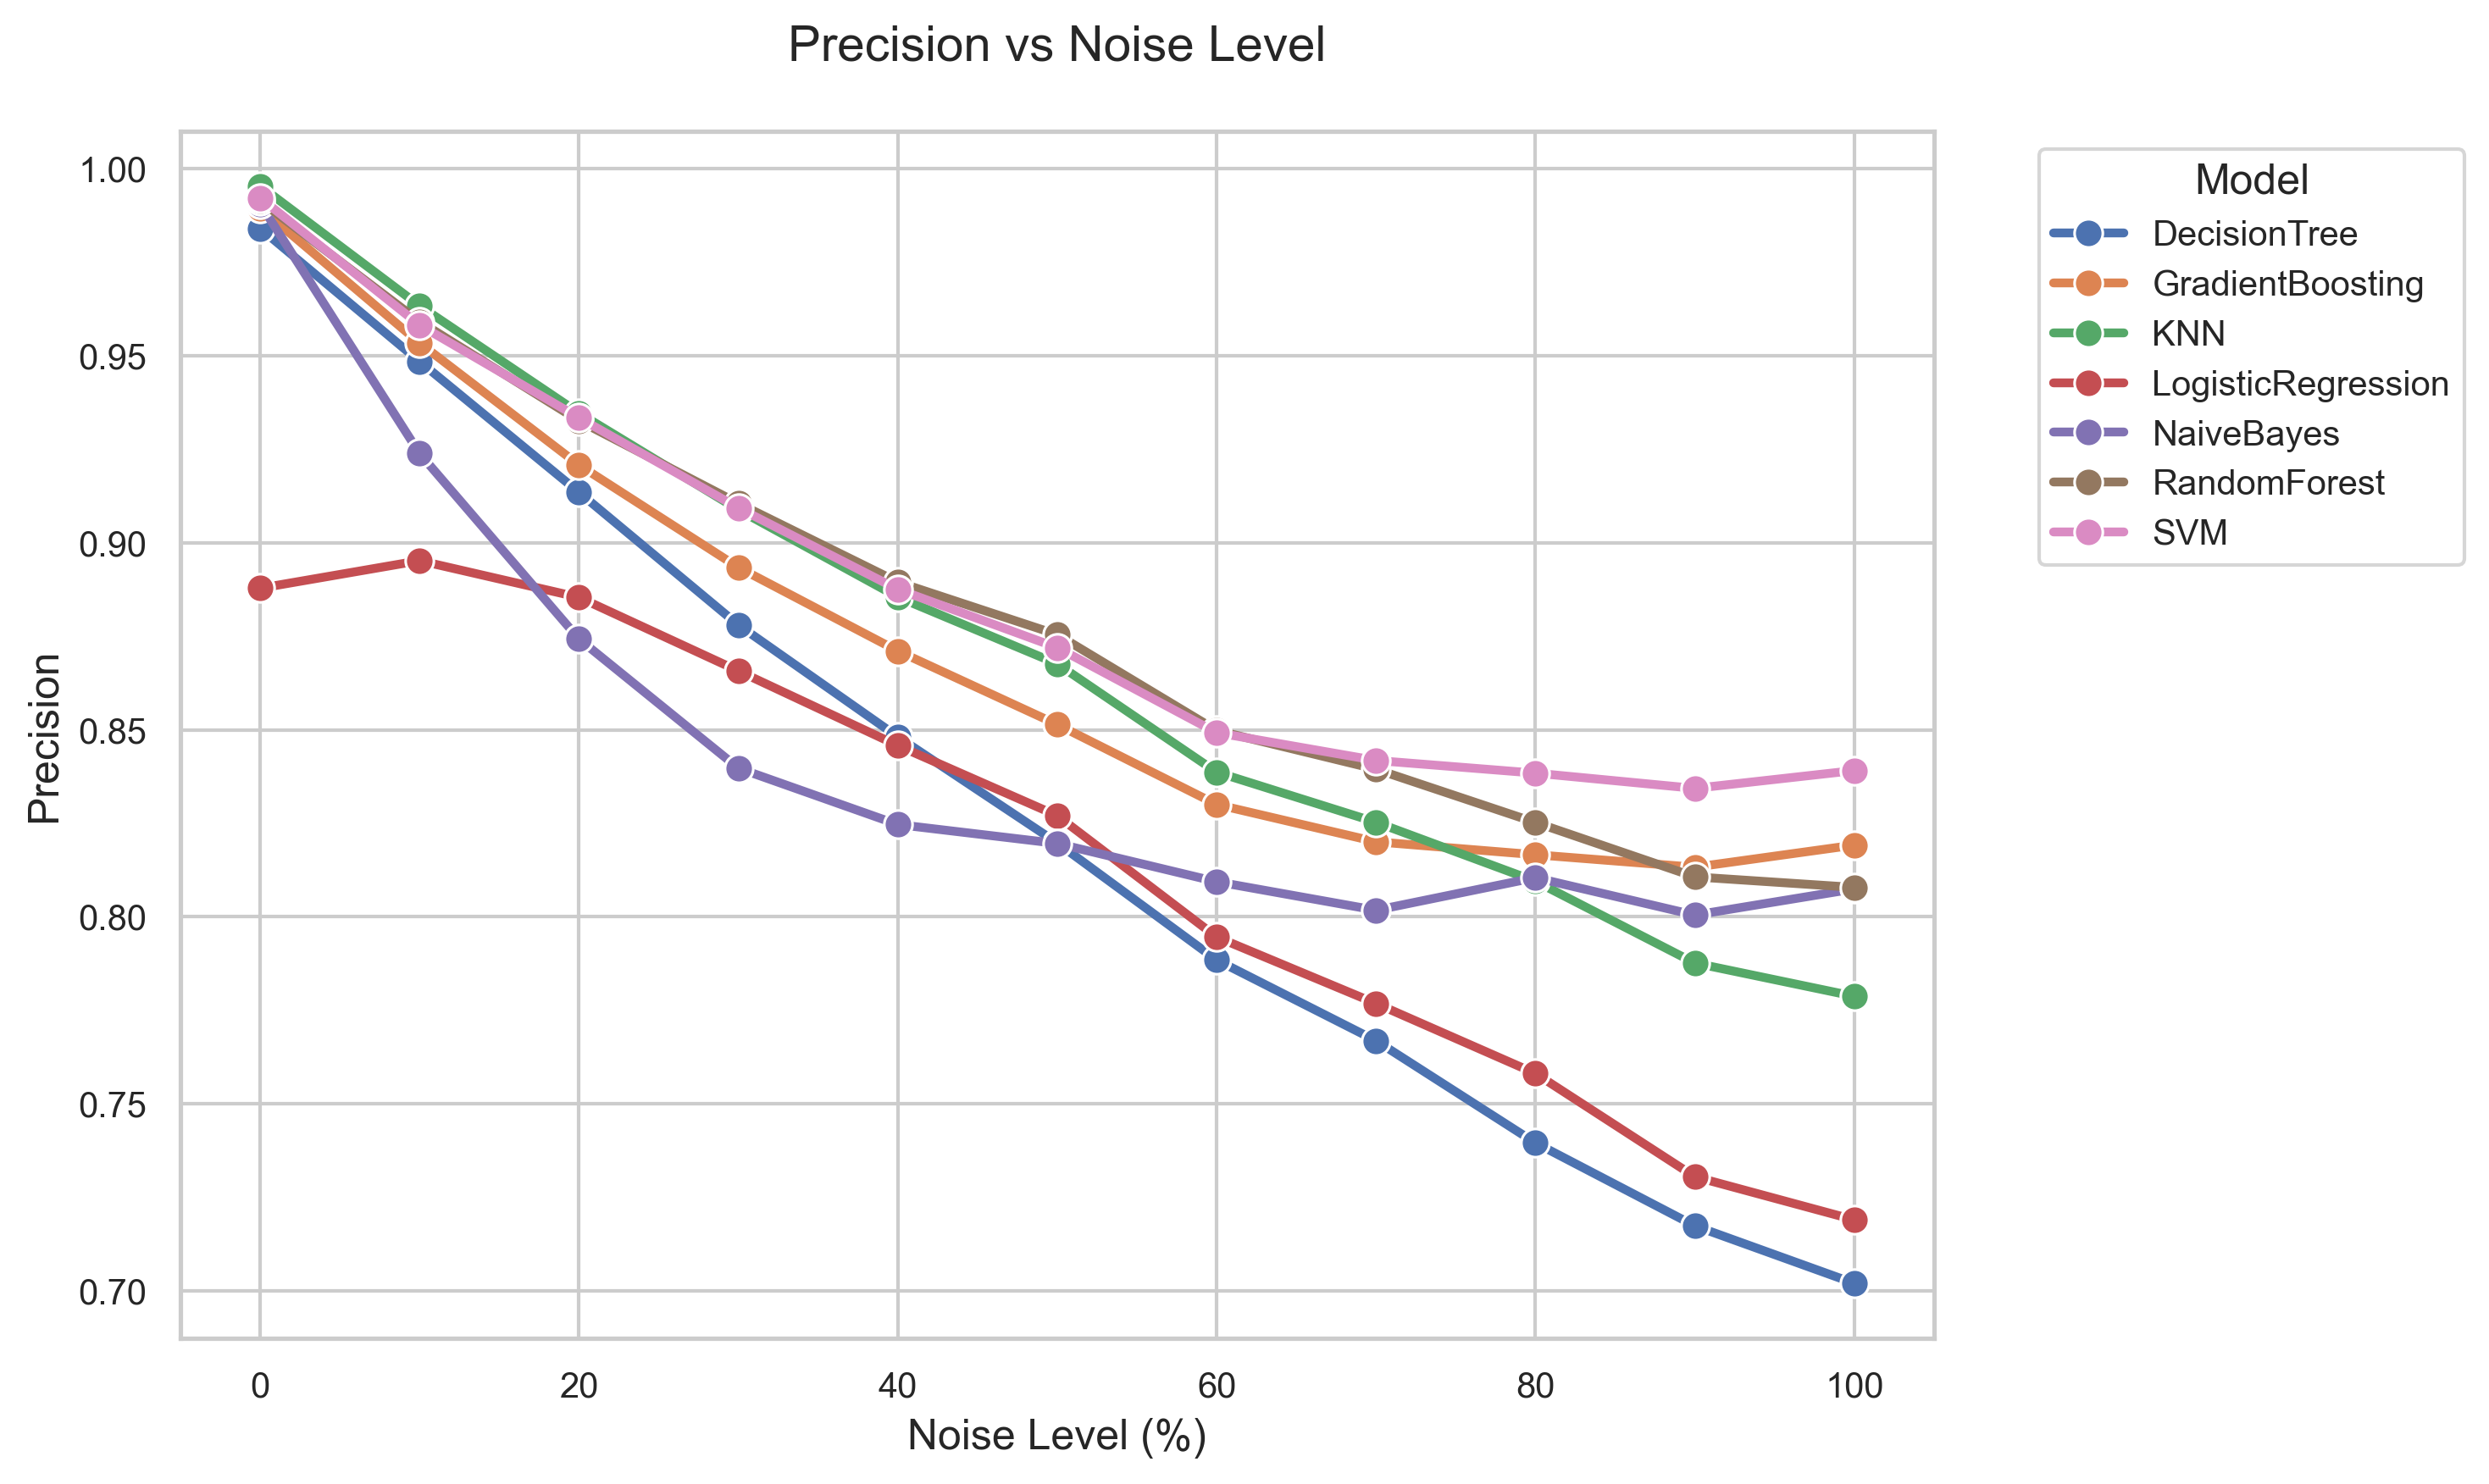 Precision vs Noise Level
1.00
0.95
0.90
0.85
0.80
0.75
0.70
Precision
0
20
40
60
80
100
Noise Level (%)
Model
DecisionTree
GradientBoosting
KNN
LogisticRegression
NaiveBayes
RandomForest
SVM